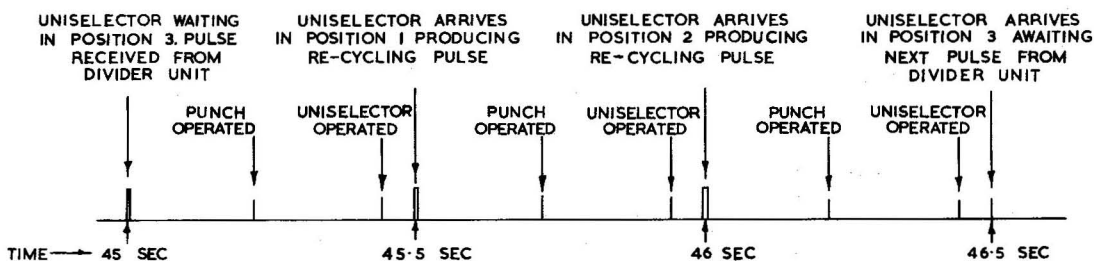 UNISELECTOR WAITING
IN POSITION 3. PULSE
RECEIVED FROM
DIVIDER UNIT
UNISELECTOR ARRIVES
IN POSITION 1 PRODUCING
RE-CYCLING PULSE
UNISELECTOR ARRIVES
IN POSITION 2 PRODUCING
RE-CYCLING PULSE
UNISELECTOR ARRIVES
IN POSITION 3 AWAITING
NEXT PULSE FROM
DIVIDER UNIT
PUNCH
OPERATED
UNISELECTOR
OPERATED
PUNCH
OPERATED
UNISELECTOR
OPERATED
PUNCH
OPERATED
UNISELECTOR
OPERATED
TIME 45 SEC 45·5 SEC 46 SEC 46·5 SEC